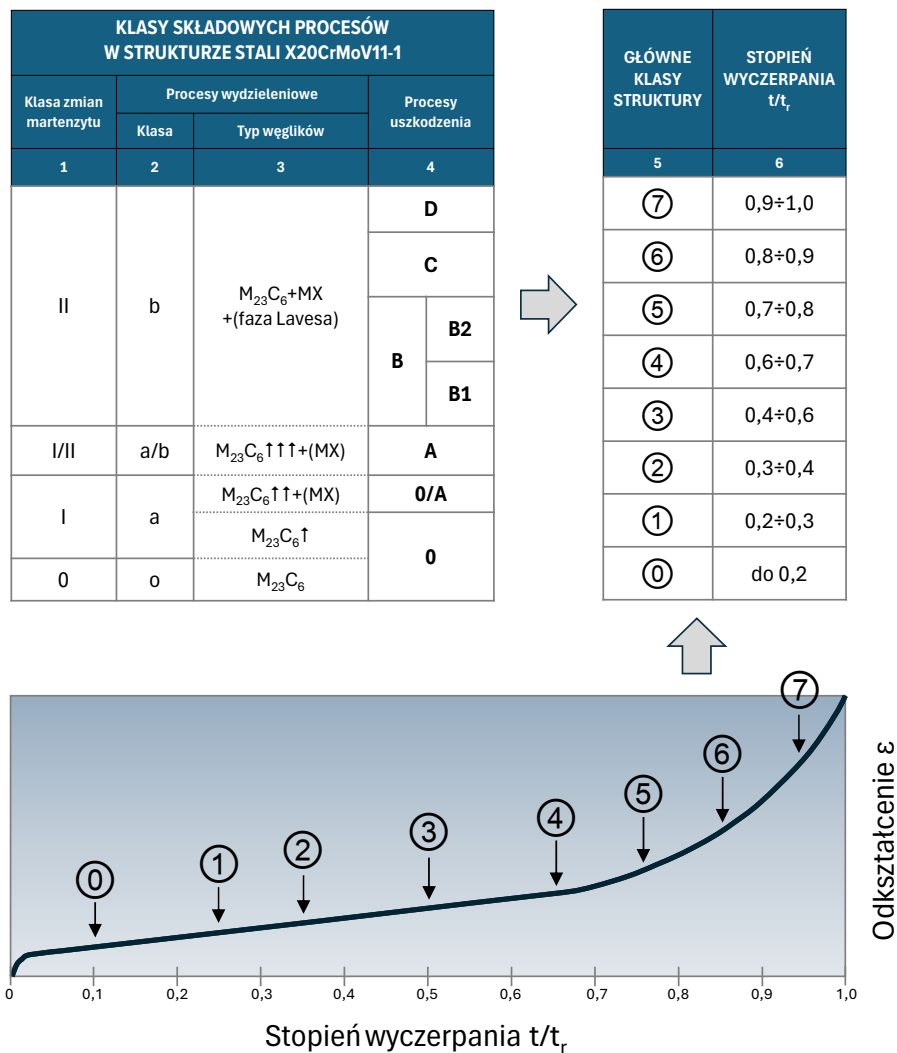 KLASY SKŁADOWYCH PROCESÓW
W STRUKTURZE STALI X20CrMoV11-1
Klasa zmian
martenzytu
Procesy wydzieleniowe
Klasa
Typ węglików
Procesy
uszkodzenia
1
2
3
4
II
b
M₂₃C₆+MX
+(faza Lavesa)
D
C
B
B2
B1
I/II
a/b
M₂₃C₆↑↑↑+(MX)
A
I
a
M₂₃C₆↑↑+(MX)
0/A
M₂₃C₆↑
0
0
o
M₂₃C₆
GŁÓWNE
KLASY
STRUKTURY
STOPIEŃ
WYCZERPANIA
t/tᵣ
5
6
⑦ 0,9÷1,0
⑥ 0,8÷0,9
⑤ 0,7÷0,8
④ 0,6÷0,7
③ 0,4÷0,6
② 0,3÷0,4
① 0,2÷0,3
⓪ do 0,2
⓪
①
②
③
④
⑤
⑥
⑦
Odkształcenie ε
0 0,1 0,2 0,3 0,4 0,5 0,6 0,7 0,8 0,9 1,0
Stopień wyczerpania t/tᵣ